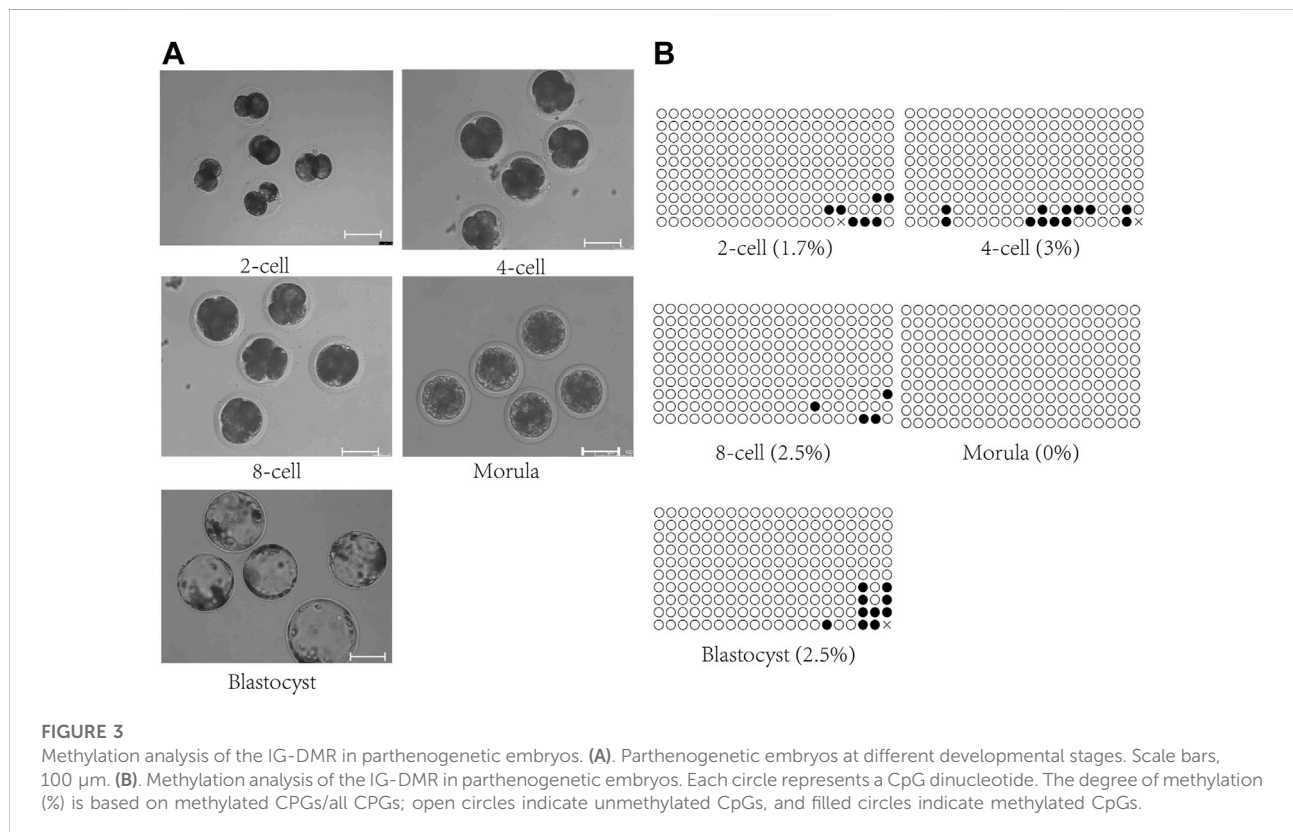 A
B
2-cell
4-cell
2-cell (1.7%)
4-cell (3%)
8-cell
Morula
8-cell (2.5%)
Morula (0%)
Blastocyst
Blastocyst (2.5%)
FIGURE 3
Methylation analysis of the IG-DMR in parthenogenetic embryos. (A). Parthenogenetic embryos at different developmental stages. Scale bars,
100 μm. (B). Methylation analysis of the IG-DMR in parthenogenetic embryos. Each circle represents a CpG dinucleotide. The degree of methylation
(%) is based on methylated CPGs/all CPGs; open circles indicate unmethylated CpGs, and filled circles indicate methylated CpGs.